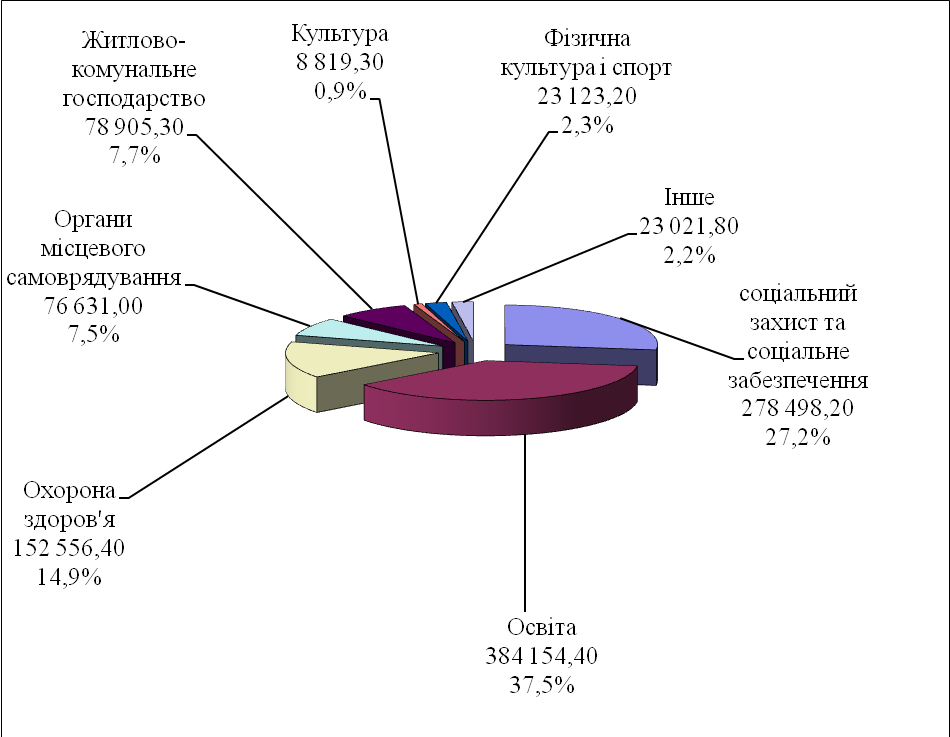 Житлово-
комунальне
господарство
78 905,30
7,7%
Культура
8 819,30
0,9%
Фізична
культура і спорт
23 123,20
2,3%
Інше
23 021,80
2,2%
соціальний
захист та
соціальне
забезпечення
278 498,20
27,2%
Органи
місцевого
самоврядування
76 631,00
7,5%
Охорона
здоров'я
152 556,40
14,9%
Освіта
384 154,40
37,5%